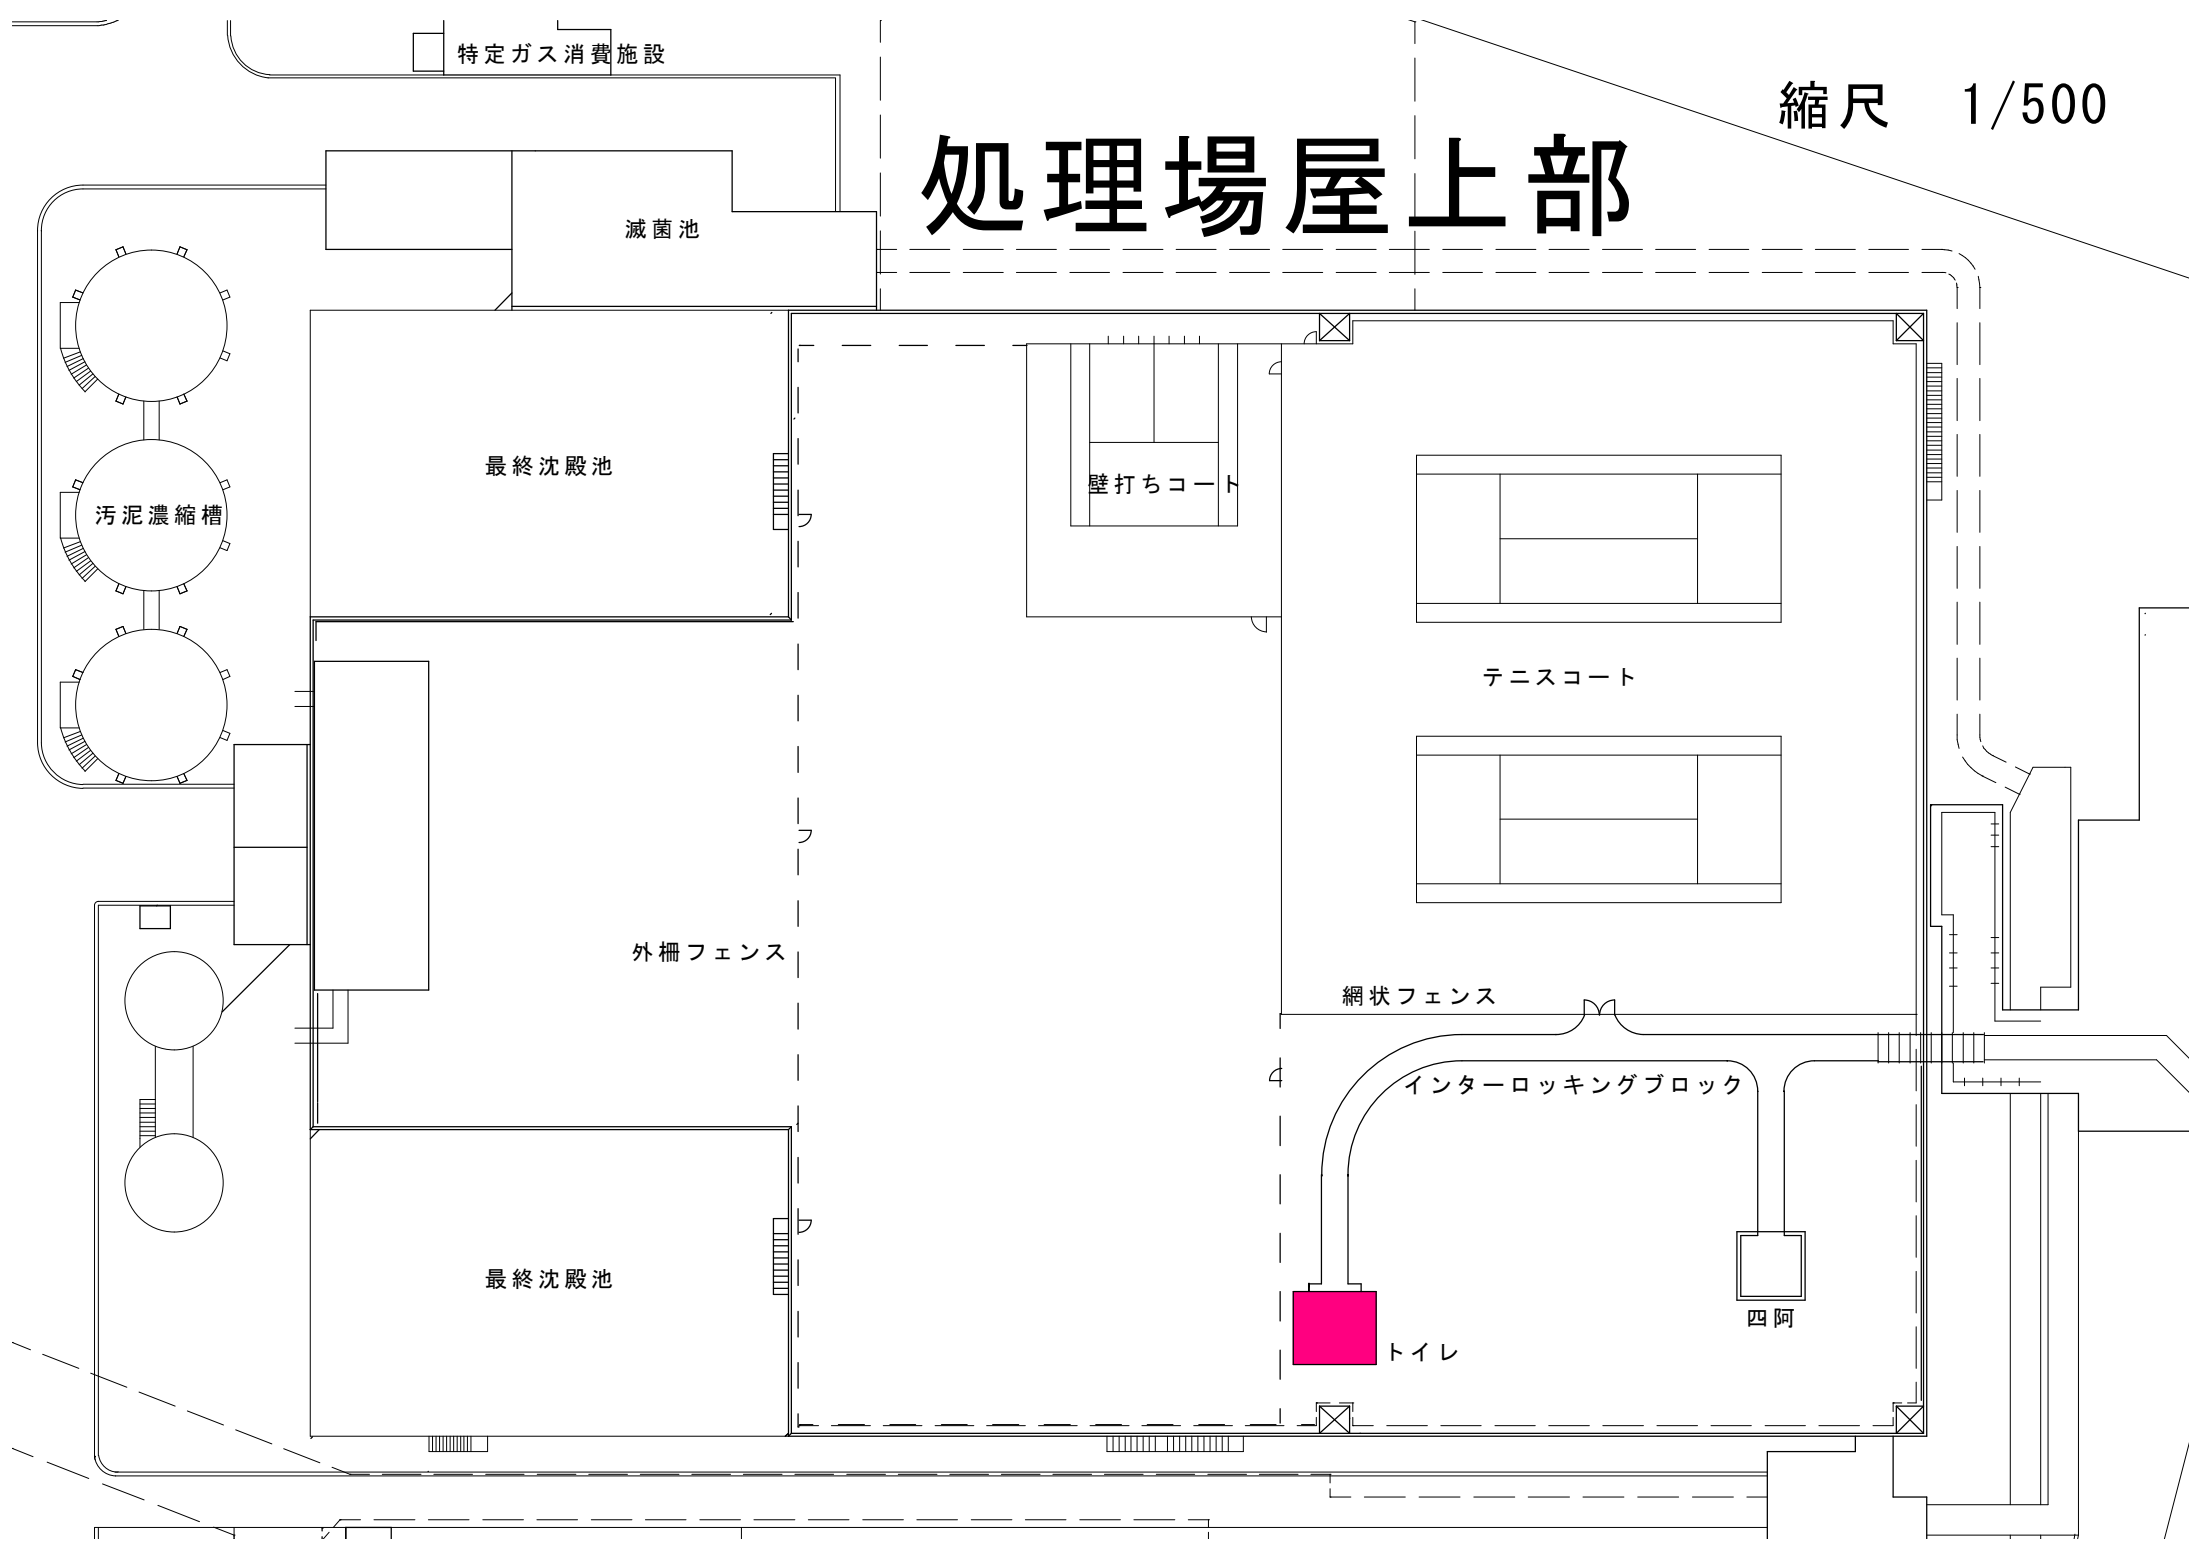 特定ガス消費施設
縮尺　1/500
処理場屋上部
滅菌池
最終沈殿池
壁打ちコート
汚泥濃縮槽
テニスコート
外柵フェンス
網状フェンス
インターロッキングブロック
最終沈殿池
四阿
トイレ